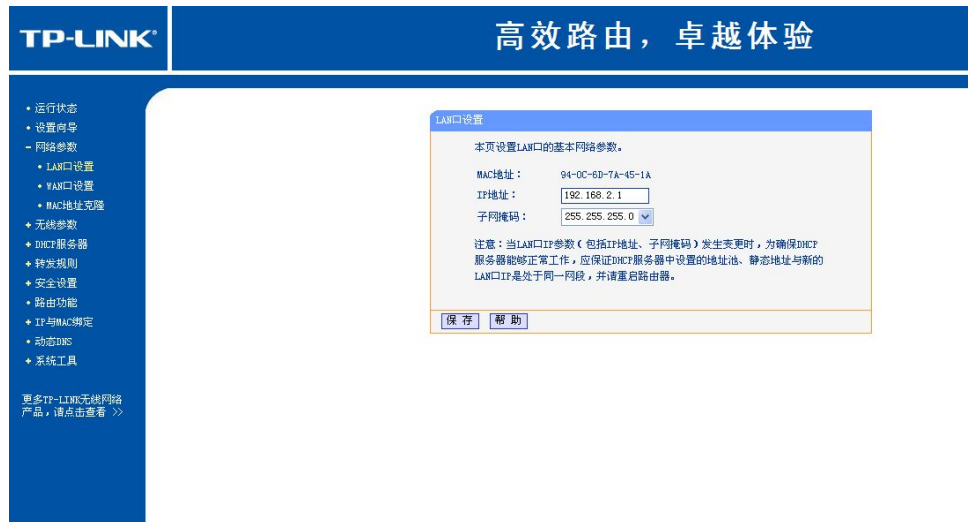 TP-LINK®
高效路由，卓越体验
• 运行状态
• 设置向导
- 网络参数
• LAN口设置
• WAN口设置
• MAC地址克隆
+ 无线参数
+ DHCP服务器
+ 转发规则
+ 安全设置
• 路由功能
+ IP与MAC绑定
• 动态DNS
+ 系统工具
更多TP-LINK无线网络
产品，请点击查看 >>
LAN口设置
本页设置LAN口的基本网络参数。
MAC地址： 94-0C-6D-7A-45-1A
IP地址： 192.168.2.1
子网掩码： 255.255.255.0
注意：当LAN口IP参数（包括IP地址、子网掩码）发生变更时，为确保DHCP
服务器能够正常工作，应保证DHCP服务器中设置的地址池、静态地址与新的
LAN口IP是处于同一网段，并请重启路由器。
保 存 帮 助